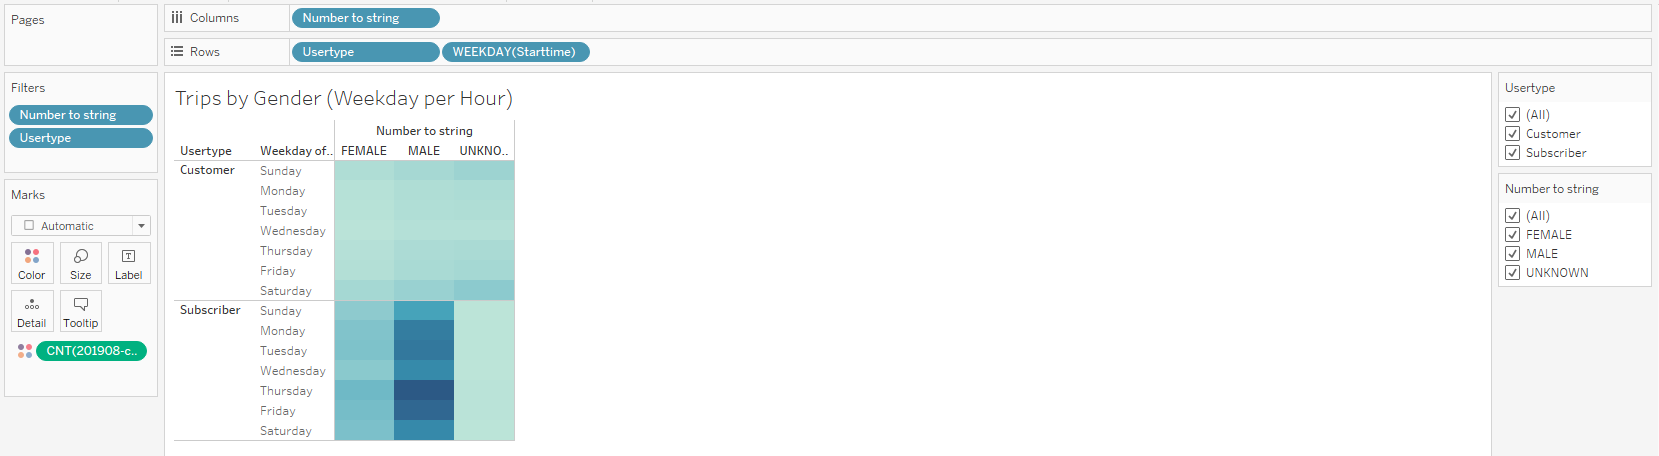 Pages
Columns
Number to string
Rows
Usertype
WEEKDAY(Starttime)
Filters
Number to string
Usertype
Marks
Automatic
Color
Size
Label
Detail
Tooltip
CNT(201908-c..
Trips by Gender (Weekday per Hour)
Number to string
Usertype Weekday of.. FEMALE MALE UNKNO..
Customer Sunday
Monday
Tuesday
Wednesday
Thursday
Friday
Saturday
Subscriber Sunday
Monday
Tuesday
Wednesday
Thursday
Friday
Saturday
Usertype
(All)
Customer
Subscriber
Number to string
(All)
FEMALE
MALE
UNKNOWN